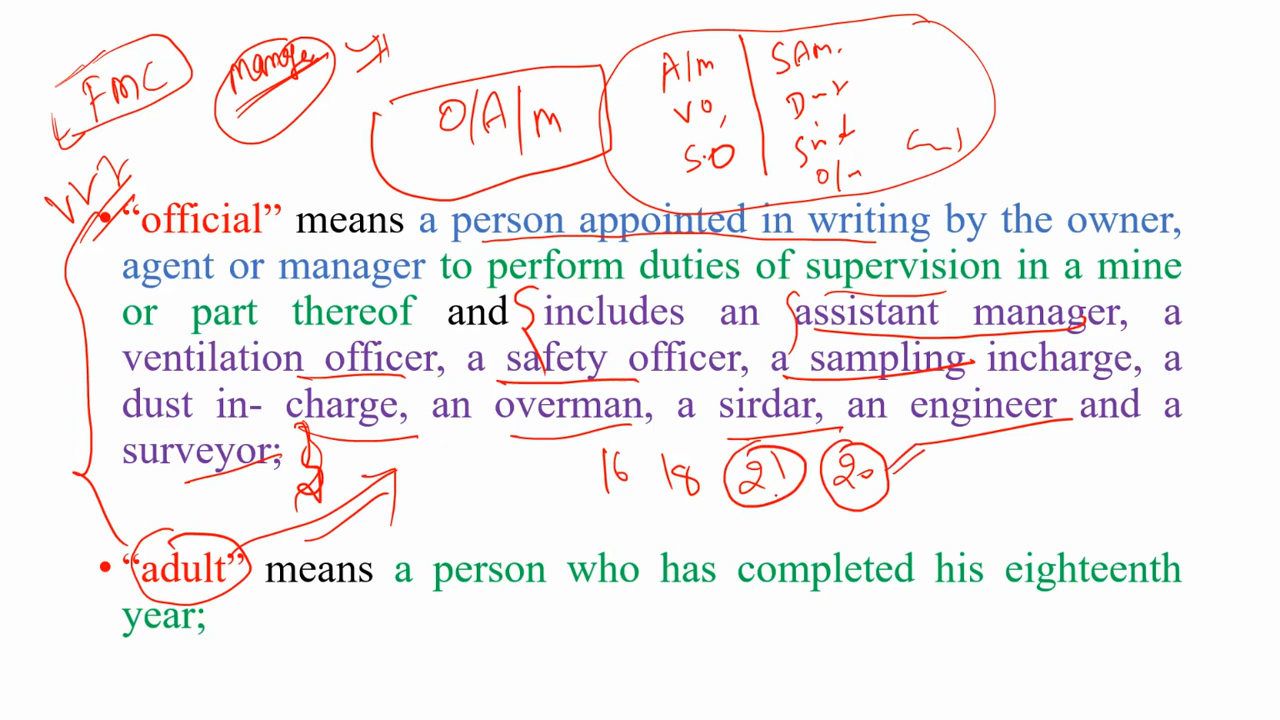 FMC
manager
O/A/m
A/m
SAM.
V O,
S.O
O/m
VVI
• “official” means a person appointed in writing by the owner,
agent or manager to perform duties of supervision in a mine
or part thereof and includes an assistant manager, a
ventilation officer, a safety officer, a sampling incharge, a
dust in- charge, an overman, a sirdar, an engineer and a
surveyor;
16 18 21 20
• “adult” means a person who has completed his eighteenth
year;